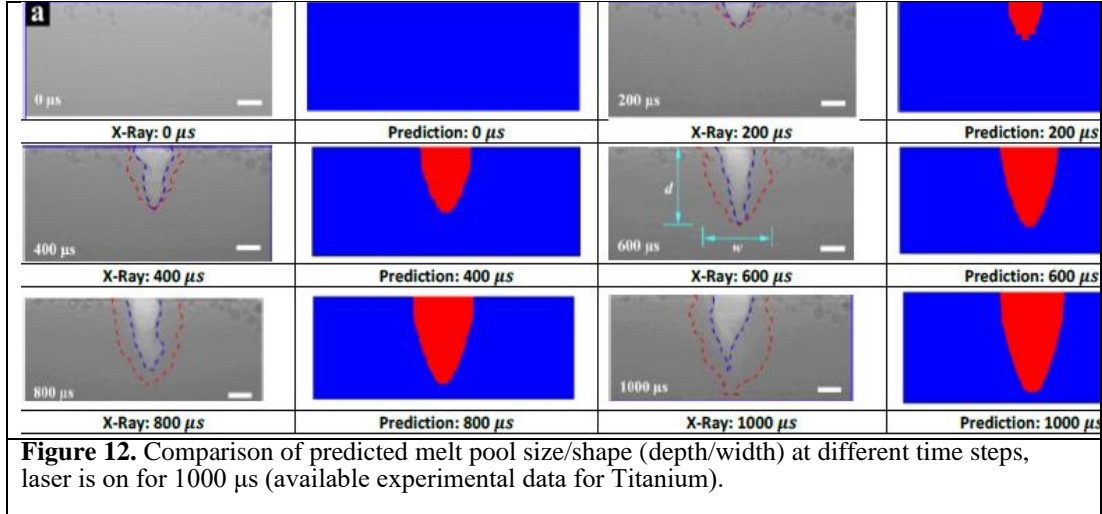 a
0 µs
200 µs
X-Ray: 0 µs
Prediction: 0 µs
X-Ray: 200 µs
Prediction: 200 µs
400 µs
d
w
600 µs
X-Ray: 400 µs
Prediction: 400 µs
X-Ray: 600 µs
Prediction: 600 µs
800 µs
1000 µs
X-Ray: 800 µs
Prediction: 800 µs
X-Ray: 1000 µs
Prediction: 1000 µs
Figure 12. Comparison of predicted melt pool size/shape (depth/width) at different time steps,
laser is on for 1000 µs (available experimental data for Titanium).